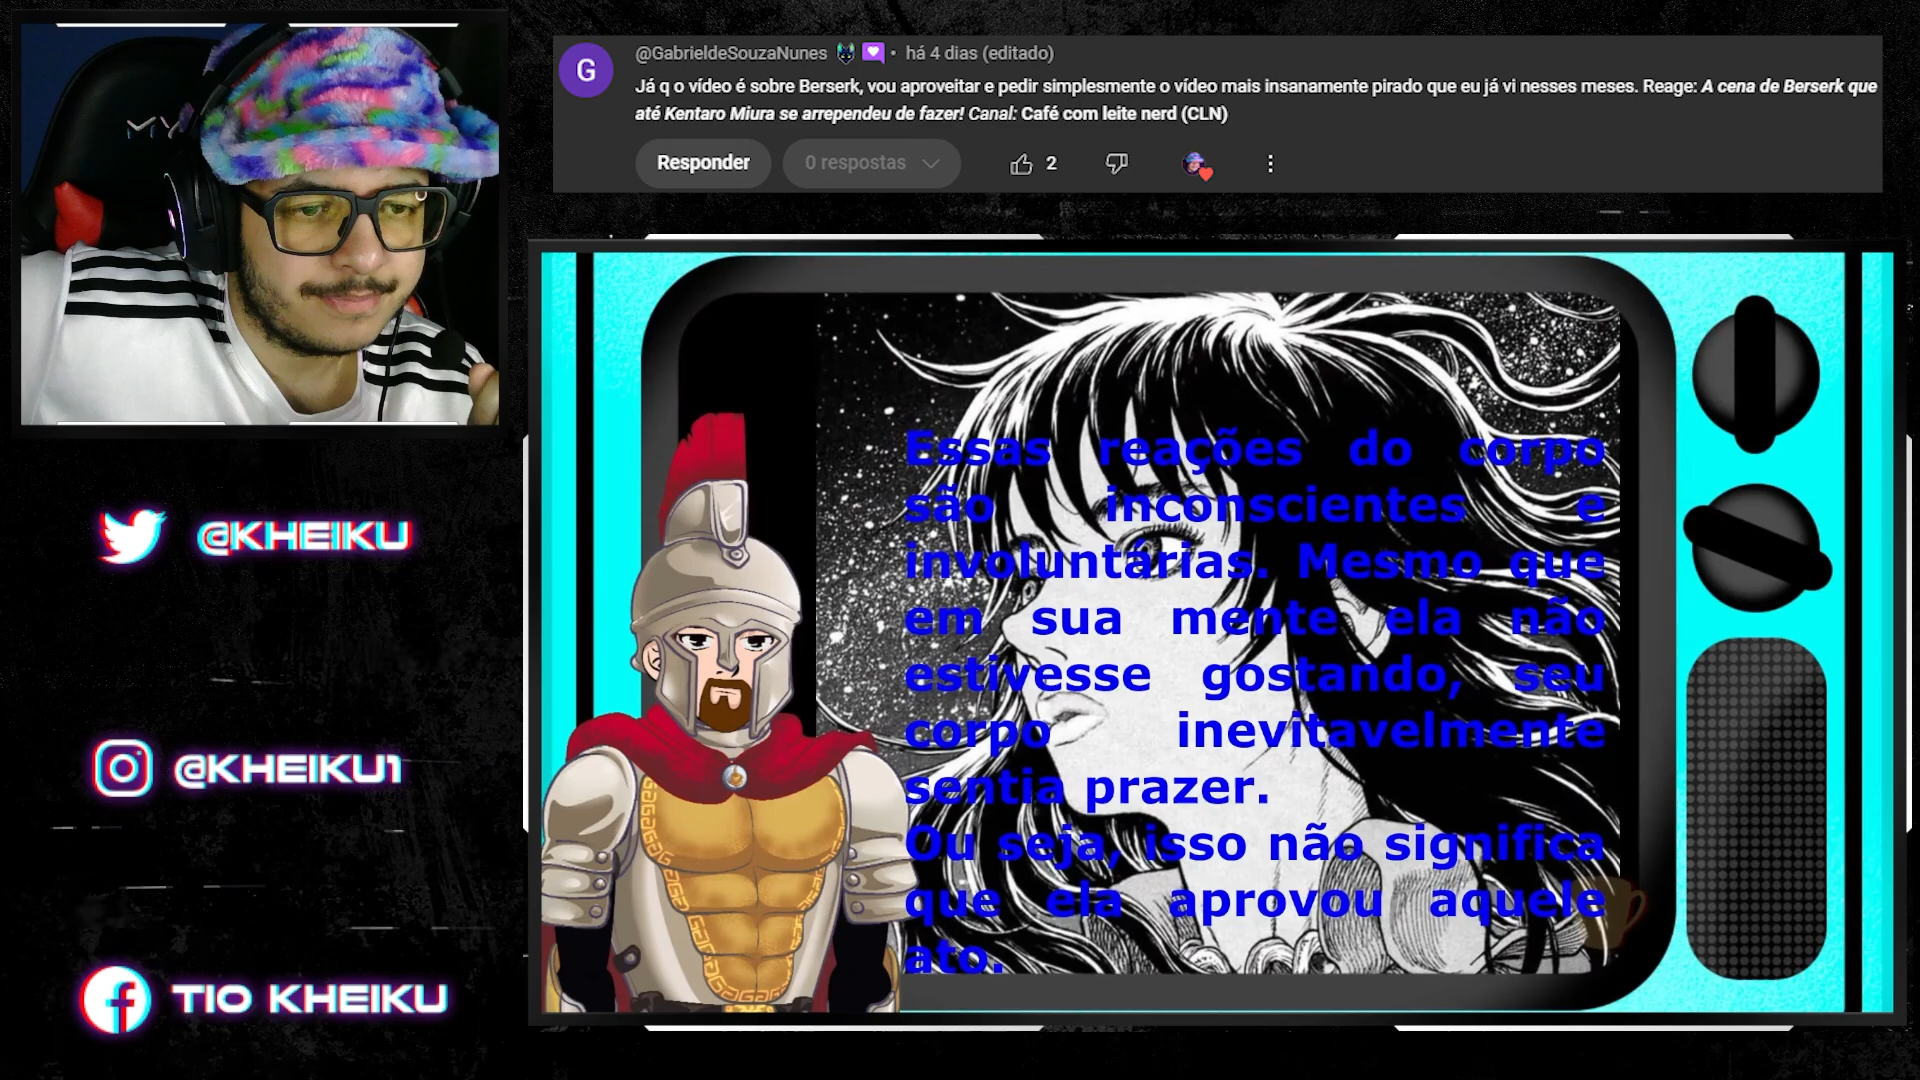 MY
G
@GabrieldeSouzaNunes • há 4 dias (editado)
Já q o vídeo é sobre Berserk, vou aproveitar e pedir simplesmente o vídeo mais insanamente pirado que eu já vi nesses meses. Reage: A cena de Berserk que
até Kentaro Miura se arrependeu de fazer! Canal: Café com leite nerd (CLN)
Responder
0 respostas
2
@KHEIKU
@KHEIKU1
TIO KHEIKU
Essas reações do corpo
são inconscientes e
involuntárias. Mesmo que
em sua mente ela não
estivesse gostando, seu
corpo inevitavelmente
sentia prazer.
Ou seja, isso não significa
que ela aprovou aquele
ato.